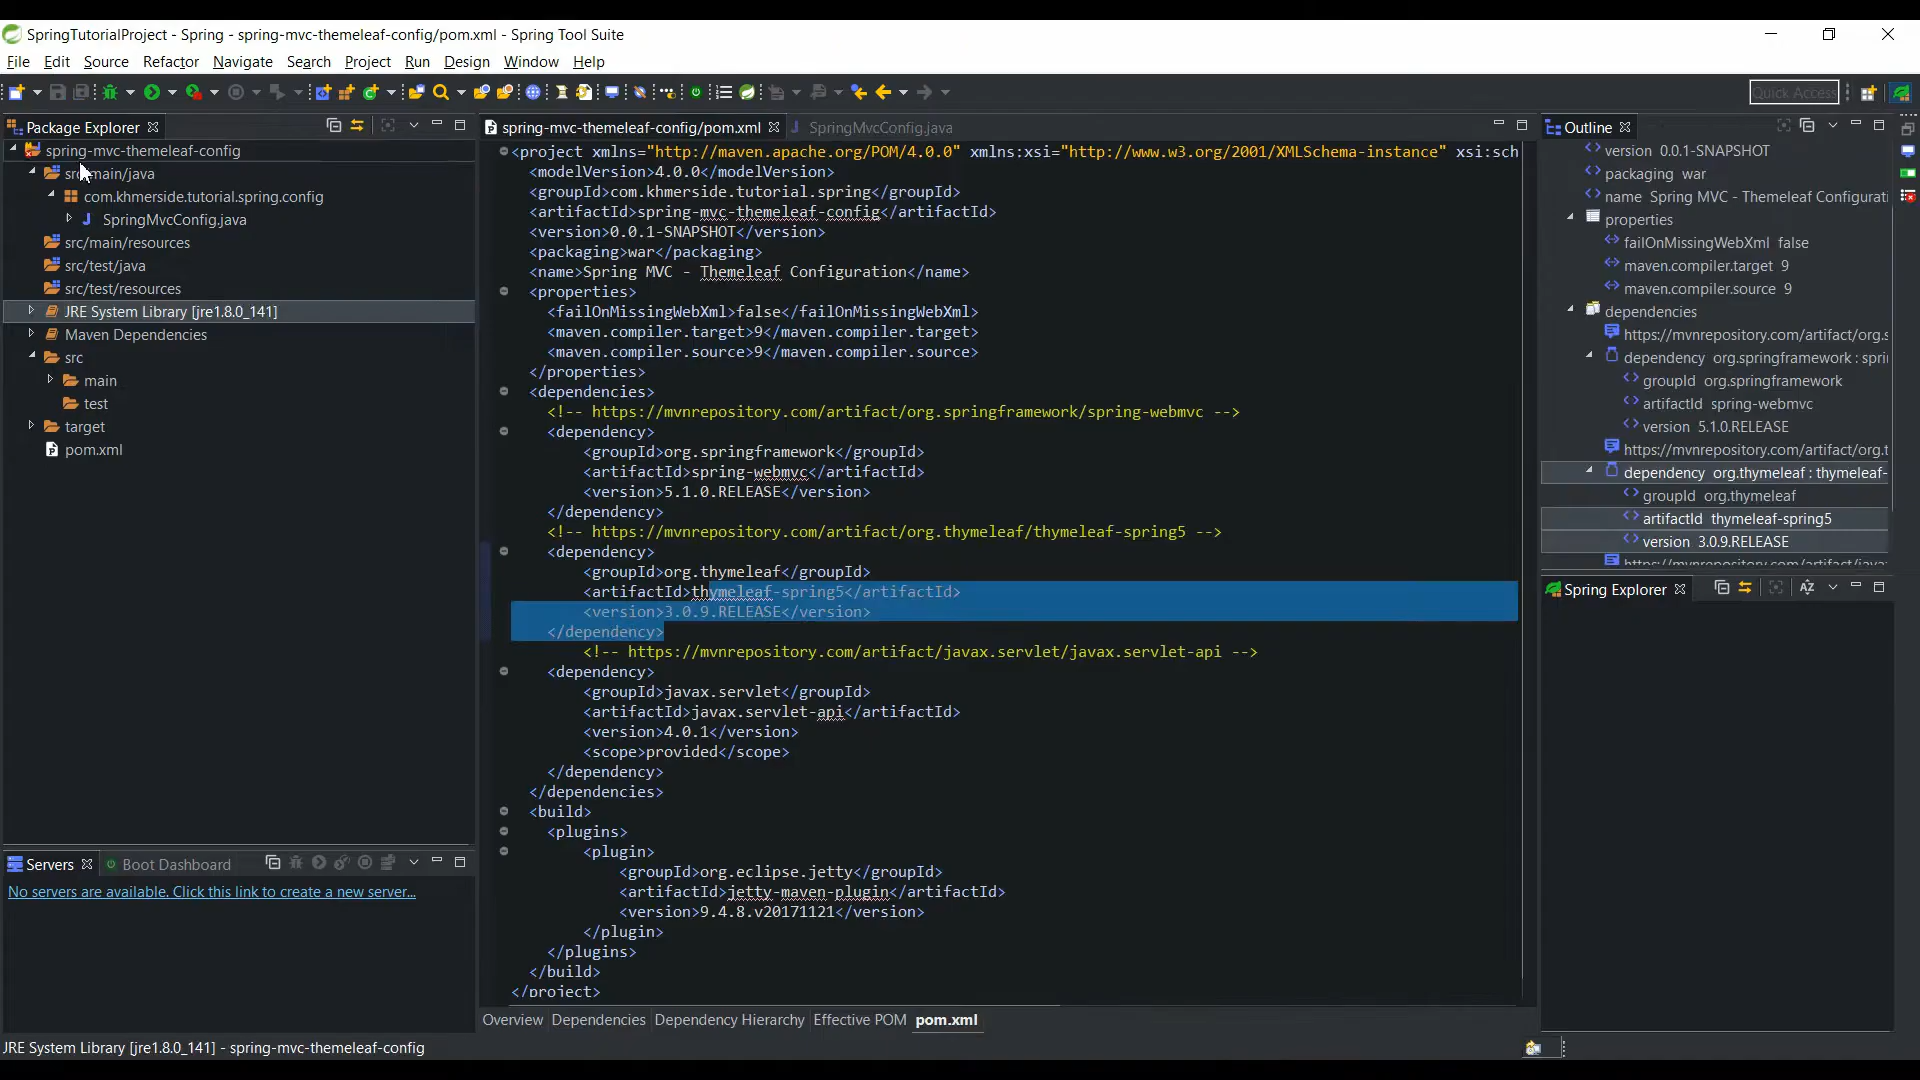 SpringTutorialProject - Spring - spring-mvc-themeleaf-config/pom.xml - Spring Tool Suite
File Edit Source Refactor Navigate Search Project Run Design Window Help
Quick Access
Package Explorer
spring-mvc-themeleaf-config
src/main/java
com.khmerside.tutorial.spring.config
SpringMvcConfig.java
src/main/resources
src/test/java
src/test/resources
JRE System Library [jre1.8.0_141]
Maven Dependencies
src
main
test
target
pom.xml
Servers Boot Dashboard
No servers are available. Click this link to create a new server...
spring-mvc-themeleaf-config/pom.xml SpringMvcConfig.java
<project xmlns="http://maven.apache.org/POM/4.0.0" xmlns:xsi="http://www.w3.org/2001/XMLSchema-instance" xsi:sch
<modelVersion>4.0.0</modelVersion>
<groupId>com.khmerside.tutorial.spring</groupId>
<artifactId>spring-mvc-themeleaf-config</artifactId>
<version>0.0.1-SNAPSHOT</version>
<packaging>war</packaging>
<name>Spring MVC - Themeleaf Configuration</name>
<properties>
<failOnMissingWebXml>false</failOnMissingWebXml>
<maven.compiler.target>9</maven.compiler.target>
<maven.compiler.source>9</maven.compiler.source>
</properties>
<dependencies>
<!-- https://mvnrepository.com/artifact/org.springframework/spring-webmvc -->
<dependency>
<groupId>org.springframework</groupId>
<artifactId>spring-webmvc</artifactId>
<version>5.1.0.RELEASE</version>
</dependency>
<!-- https://mvnrepository.com/artifact/org.thymeleaf/thymeleaf-spring5 -->
<dependency>
<groupId>org.thymeleaf</groupId>
<artifactId>thymeleaf-spring5</artifactId>
<version>3.0.9.RELEASE</version>
</dependency>
<!-- https://mvnrepository.com/artifact/javax.servlet/javax.servlet-api -->
<dependency>
<groupId>javax.servlet</groupId>
<artifactId>javax.servlet-api</artifactId>
<version>4.0.1</version>
<scope>provided</scope>
</dependency>
</dependencies>
<build>
<plugins>
<plugin>
<groupId>org.eclipse.jetty</groupId>
<artifactId>jetty-maven-plugin</artifactId>
<version>9.4.8.v20171121</version>
</plugin>
</plugins>
</build>
</project>
Overview Dependencies Dependency Hierarchy Effective POM pom.xml
Outline
version 0.0.1-SNAPSHOT
packaging war
name Spring MVC - Themeleaf Configurati
properties
failOnMissingWebXml false
maven.compiler.target 9
maven.compiler.source 9
dependencies
https://mvnrepository.com/artifact/org.s
dependency org.springframework : spri
groupId org.springframework
artifactId spring-webmvc
version 5.1.0.RELEASE
https://mvnrepository.com/artifact/org.t
dependency org.thymeleaf : thymeleaf-
groupId org.thymeleaf
artifactId thymeleaf-spring5
version 3.0.9.RELEASE
Spring Explorer
JRE System Library [jre1.8.0_141] - spring-mvc-themeleaf-config